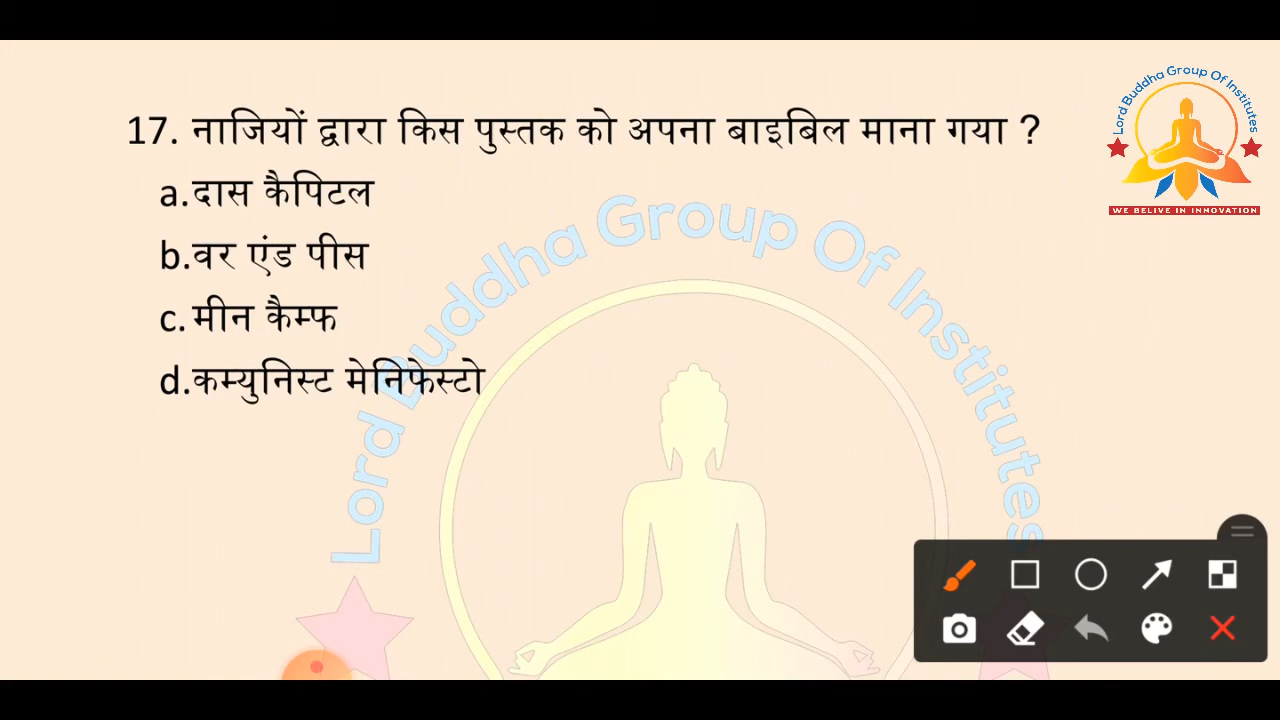 Lord Buddha Group Of Institutes
WE BELIVE IN INNOVATION
17. नाजियों द्वारा किस पुस्तक को अपना बाइबिल माना गया ?
a.दास कैपिटल
b.वर एंड पीस
c. मीन कैम्फ
d.कम्युनिस्ट मेनिफेस्टो
Lord Buddha Group Of Institutes